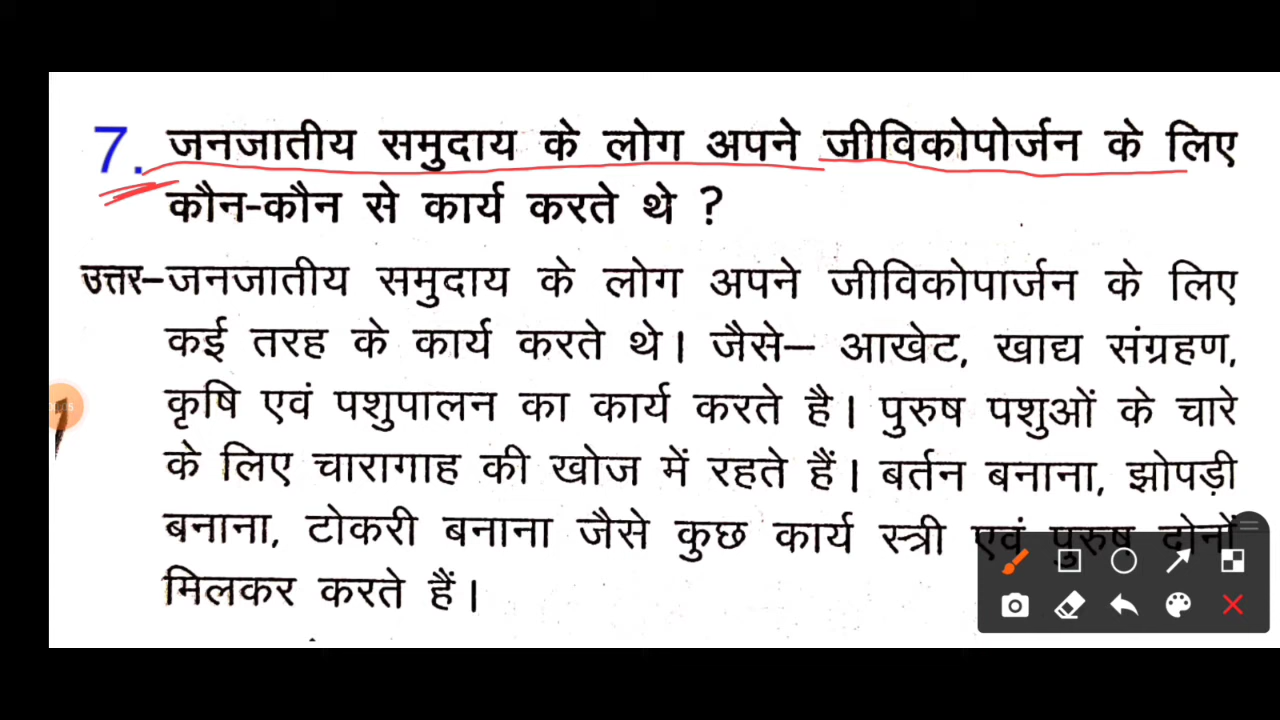 7. जनजातीय समुदाय के लोग अपने जीविकोपोर्जन के लिए
कौन-कौन से कार्य करते थे ?
उत्तर–जनजातीय समुदाय के लोग अपने जीविकोपार्जन के लिए
कई तरह के कार्य करते थे। जैसे– आखेट, खाद्य संग्रहण,
कृषि एवं पशुपालन का कार्य करते है। पुरुष पशुओं के चारे
के लिए चारागाह की खोज में रहते हैं। बर्तन बनाना, झोपड़ी
बनाना, टोकरी बनाना जैसे कुछ कार्य स्त्री एवं पुरुष दोनों
मिलकर करते हैं।